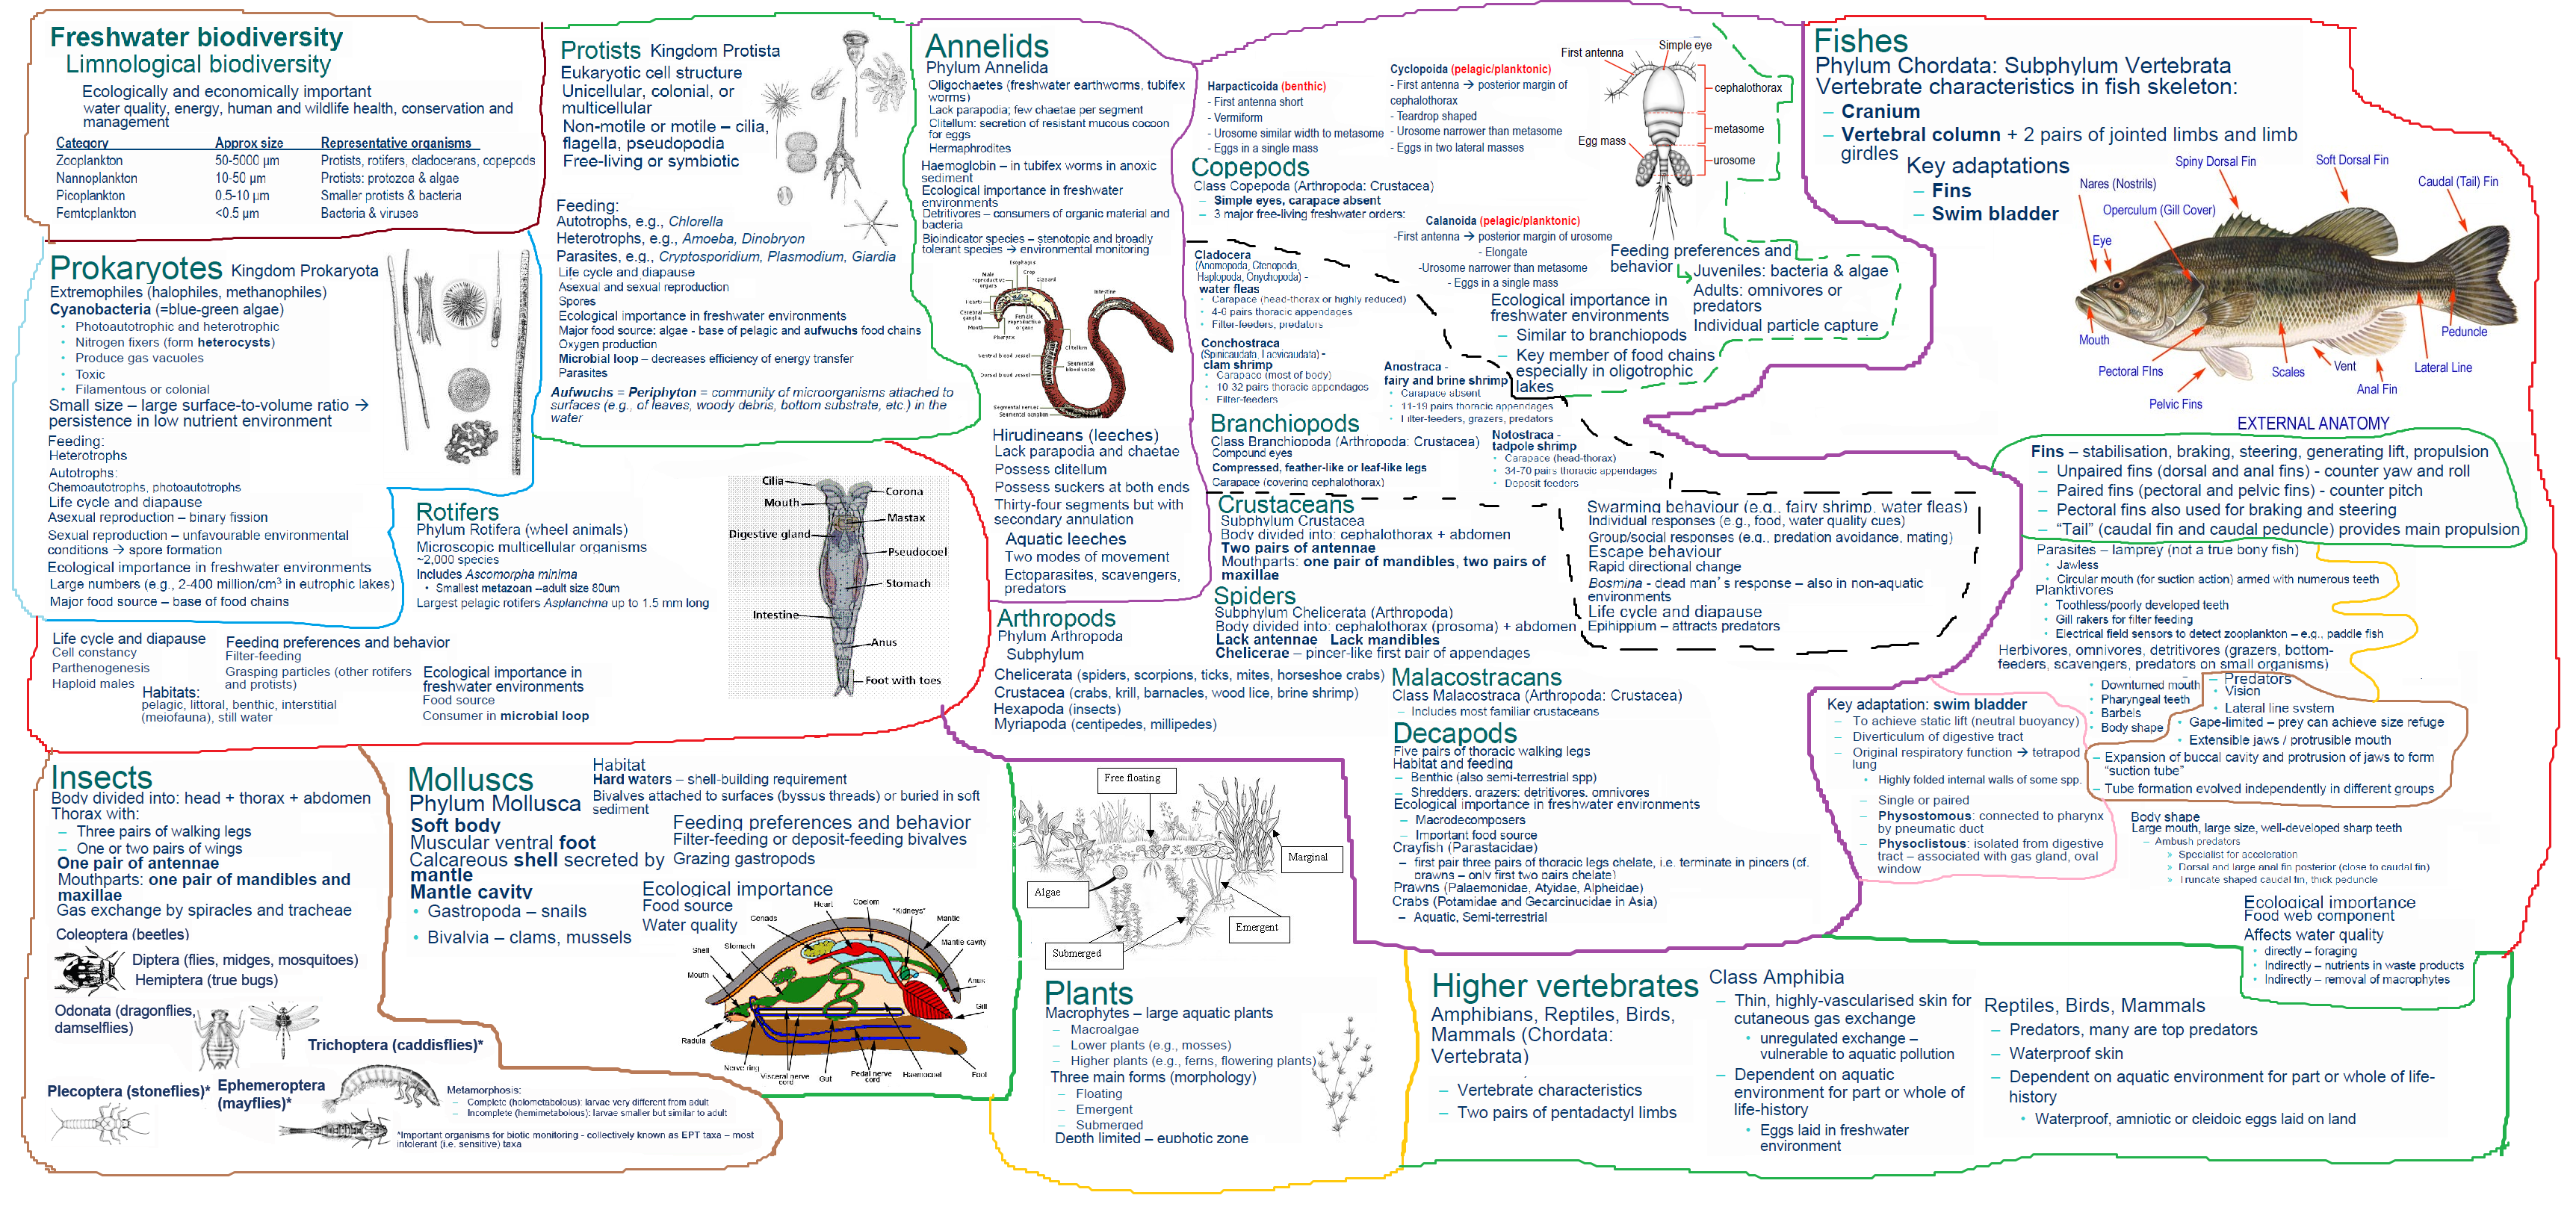 Freshwater biodiversity
Limnological biodiversity
Ecologically and economically important
water quality, energy, human and wildlife health, conservation and
management
Category Approx size Representative organisms
Zooplankton 50-5000 µm Protists, rotifers, cladocerans, copepods
Nannoplankton 10-50 µm Protists: protozoa & algae
Picoplankton 0.5-10 µm Smaller protists & bacteria
Femtoplankton <0.5 µm Bacteria & viruses
Prokaryotes Kingdom Prokaryota
Extremophiles (halophiles, methanophiles)
Cyanobacteria (=blue-green algae)
• Photoautotrophic and heterotrophic
• Nitrogen fixers (form heterocysts)
• Produce gas vacuoles
• Toxic
• Filamentous or colonial
Small size – large surface-to-volume ratio →
persistence in low nutrient environment
Feeding:
Heterotrophs
Autotrophs:
Chemoautotrophs, photoautotrophs
Life cycle and diapause
Asexual reproduction – binary fission
Sexual reproduction – unfavourable environmental
conditions → spore formation
Ecological importance in freshwater environments
Large numbers (e.g., 2-400 million/cm³ in eutrophic lakes)
Major food source – base of food chains
Protists Kingdom Protista
Eukaryotic cell structure
Unicellular, colonial, or
multicellular
Non-motile or motile – cilia,
flagella, pseudopodia
Free-living or symbiotic
Feeding:
Autotrophs, e.g., Chlorella
Heterotrophs, e.g., Amoeba, Dinobryon
Parasites, e.g., Cryptosporidium, Plasmodium, Giardia
Life cycle and diapause
Asexual and sexual reproduction
Spores
Ecological importance in freshwater environments
Major food source: algae - base of pelagic and aufwuchs food chains
Oxygen production
Microbial loop – decreases efficiency of energy transfer
Parasites
Aufwuchs = Periphyton = community of microorganisms attached to
surfaces (e.g., of leaves, woody debris, bottom substrate, etc.) in the
water
Rotifers
Phylum Rotifera (wheel animals)
Microscopic multicellular organisms
~2,000 species
Includes Ascomorpha minima
• Smallest metazoan –adult size 60um
Largest pelagic rotifers Asplanchna up to 1.5 mm long
Life cycle and diapause
Cell constancy
Parthenogenesis
Haploid males
Habitats:
pelagic, littoral, benthic, interstitial
(meiofauna), still water
Feeding preferences and behavior
Filter-feeding
Grasping particles (other rotifers
and protists)
Ecological importance in
freshwater environments
Food source
Consumer in microbial loop
Cilia
Corona
Mouth
Mastax
Digestive gland
Pseudocoel
Stomach
Intestine
Anus
Foot with toes
Annelids
Phylum Annelida
Oligochaetes (freshwater earthworms, tubifex
worms)
Lack parapodia; few chaetae per segment
Clitellum: secretion of resistant mucous cocoon
for eggs
Hermaphrodites
Haemoglobin – in tubifex worms in anoxic
sediment
Ecological importance in freshwater
environments
Detritivores – consumers of organic material and
bacteria
Bioindicator species – stenotopic and broadly
tolerant species → environmental monitoring
Esophagus
Crop
Gizzard
Male
reproductive
organs
Intestine
Hearts
Cerebral
ganglia
Mouth
Female
reproductive
organs
Pharynx
Clitellum
Ventral blood vessel
Segmental
blood vessel
Dorsal blood vessel
Segmental nerves
Segmental ganglion
Hirudineans (leeches)
Lack parapodia and chaetae
Possess clitellum
Possess suckers at both ends
Thirty-four segments but with
secondary annulation
Aquatic leeches
Two modes of movement
Ectoparasites, scavengers,
predators
Arthropods
Phylum Arthropoda
Subphylum
Chelicerata (spiders, scorpions, ticks, mites, horseshoe crabs)
Crustacea (crabs, krill, barnacles, wood lice, brine shrimp)
Hexapoda (insects)
Myriapoda (centipedes, millipedes)
Harpacticoida (benthic)
- First antenna short
- Vermiform
- Urosome similar width to metasome
- Eggs in a single mass
Cyclopoida (pelagic/planktonic)
- First antenna → posterior margin of
cephalothorax
- Teardrop shaped
- Urosome narrower than metasome
- Eggs in two lateral masses
Copepods
Class Copepoda (Arthropoda: Crustacea)
– Simple eyes, carapace absent
– 3 major free-living freshwater orders:
Calanoida (pelagic/planktonic)
-First antenna → posterior margin of urosome
- Elongate
-Urosome narrower than metasome
- Eggs in a single mass
First antenna
Simple eye
cephalothorax
metasome
Egg mass
urosome
Feeding preferences and
behavior
Juveniles: bacteria & algae
Adults: omnivores or
predators
Individual particle capture
Ecological importance in
freshwater environments
– Similar to branchiopods
– Key member of food chains
especially in oligotrophic
lakes
Cladocera
(Anomopoda, Ctenopoda,
Haplopoda, Onychopoda) -
water fleas
• Carapace (head-thorax or highly reduced)
• 4-6 pairs thoracic appendages
• Filter-feeders, predators
Conchostraca
(Spinicaudata, Laevicaudata) -
clam shrimp
• Carapace (most of body)
• 10-32 pairs thoracic appendages
• Filter-feeders
Anostraca -
fairy and brine shrimp
• Carapace absent
• 11-19 pairs thoracic appendages
• Filter-feeders, grazers, predators
Branchiopods
Class Branchiopoda (Arthropoda: Crustacea)
Compound eyes
Compressed, feather-like or leaf-like legs
Carapace (covering cephalothorax)
Notostraca -
tadpole shrimp
• Carapace (head-thorax)
• 34-70 pairs thoracic appendages
• Deposit feeders
Crustaceans
Subphylum Crustacea
Body divided into: cephalothorax + abdomen
Two pairs of antennae
Mouthparts: one pair of mandibles, two pairs of
maxillae
Spiders
Subphylum Chelicerata (Arthropoda)
Body divided into: cephalothorax (prosoma) + abdomen
Lack antennae Lack mandibles
Chelicerae – pincer-like first pair of appendages
Swarming behaviour (e.g., fairy shrimp, water fleas)
Individual responses (e.g., food, water quality cues)
Group/social responses (e.g., predation avoidance, mating)
Escape behaviour
Rapid directional change
Bosmina - dead man's response – also in non-aquatic
environments
Life cycle and diapause
Epihippium – attracts predators
Malacostracans
Class Malacostraca (Arthropoda: Crustacea)
– Includes most familiar crustaceans
Decapods
Five pairs of thoracic walking legs
Habitat and feeding
– Benthic (also semi-terrestrial spp)
– Shredders, grazers; detritivores, omnivores
Ecological importance in freshwater environments
– Macrodecomposers
– Important food source
Crayfish (Parastacidae)
– first pair three pairs of thoracic legs chelate, i.e. terminate in pincers (cf.
prawns – only first two pairs chelate)
Prawns (Palaemonidae, Atyidae, Alpheidae)
Crabs (Potamidae and Gecarcinucidae in Asia)
– Aquatic, Semi-terrestrial
Fishes
Phylum Chordata: Subphylum Vertebrata
Vertebrate characteristics in fish skeleton:
– Cranium
– Vertebral column + 2 pairs of jointed limbs and limb
girdles
Key adaptations
– Fins
– Swim bladder
Spiny Dorsal Fin
Soft Dorsal Fin
Nares (Nostrils)
Caudal (Tail) Fin
Operculum (Gill Cover)
Eye
Mouth
Peduncle
Pectoral FIns
Scales
Vent
Lateral Line
Anal Fin
Pelvic Fins
EXTERNAL ANATOMY
Fins – stabilisation, braking, steering, generating lift, propulsion
– Unpaired fins (dorsal and anal fins) - counter yaw and roll
– Paired fins (pectoral and pelvic fins) - counter pitch
– Pectoral fins also used for braking and steering
– “Tail” (caudal fin and caudal peduncle) provides main propulsion
Parasites – lamprey (not a true bony fish)
• Jawless
• Circular mouth (for suction action) armed with numerous teeth
Planktivores
• Toothless/poorly developed teeth
• Gill rakers for filter feeding
• Electrical field sensors to detect zooplankton – e.g., paddle fish
Herbivores, omnivores, detritivores (grazers, bottom-
feeders, scavengers, predators on small organisms)
• Downturned mouth
• Pharyngeal teeth
• Barbels
• Body shape
– Predators
• Vision
• Lateral line system
• Gape-limited – prey can achieve size refuge
• Extensible jaws / protrusible mouth
– Expansion of buccal cavity and protrusion of jaws to form
“suction tube”
– Tube formation evolved independently in different groups
Key adaptation: swim bladder
– To achieve static lift (neutral buoyancy)
– Diverticulum of digestive tract
– Original respiratory function → tetrapod
lung
• Highly folded internal walls of some spp.
– Single or paired
– Physostomous: connected to pharynx
by pneumatic duct
– Physoclistous: isolated from digestive
tract – associated with gas gland, oval
window
Body shape
Large mouth, large size, well-developed sharp teeth
– Ambush predators
» Specialist for acceleration
» Dorsal and large anal fin posterior (close to caudal fin)
» Truncate shaped caudal fin, thick peduncle
Ecological importance
Food web component
Affects water quality
• directly – foraging
• Indirectly – nutrients in waste products
• Indirectly – removal of macrophytes
Insects
Body divided into: head + thorax + abdomen
Thorax with:
– Three pairs of walking legs
– One or two pairs of wings
One pair of antennae
Mouthparts: one pair of mandibles and
maxillae
Gas exchange by spiracles and tracheae
Coleoptera (beetles)
Diptera (flies, midges, mosquitoes)
Hemiptera (true bugs)
Odonata (dragonflies,
damselflies)
Trichoptera (caddisflies)*
Plecoptera (stoneflies)*
Ephemeroptera
(mayflies)*
Metamorphosis:
– Complete (holometabolous): larvae very different from adult
– Incomplete (hemimetabolous): larvae smaller but similar to adult
*Important organisms for biotic monitoring - collectively known as EPT taxa – most
intolerant (i.e. sensitive) taxa
Molluscs
Phylum Mollusca
Soft body
Muscular ventral foot
Calcareous shell secreted by
mantle
Mantle cavity
• Gastropoda – snails
• Bivalvia – clams, mussels
Habitat
Hard waters – shell-building requirement
Bivalves attached to surfaces (byssus threads) or buried in soft
sediment
Feeding preferences and behavior
Filter-feeding or deposit-feeding bivalves
Grazing gastropods
Ecological importance
Food source
Water quality
Heart
Coelom
"Kidneys"
Gonads
Mantle
Shell
Stomach
Mantle cavity
Mouth
Anus
Gill
Radula
Nerve ring
Visceral nerve
cord
Gut
Pedal nerve
cord
Haemocoel
Foot
Free floating
Marginal
Algae
Emergent
Submerged
Plants
Macrophytes – large aquatic plants
– Macroalgae
– Lower plants (e.g., mosses)
– Higher plants (e.g., ferns, flowering plants)
Three main forms (morphology)
– Floating
– Emergent
– Submerged
Depth limited – euphotic zone
Higher vertebrates
Amphibians, Reptiles, Birds,
Mammals (Chordata:
Vertebrata)
– Vertebrate characteristics
– Two pairs of pentadactyl limbs
Class Amphibia
– Thin, highly-vascularised skin for
cutaneous gas exchange
• unregulated exchange –
vulnerable to aquatic pollution
– Dependent on aquatic
environment for part or whole of
life-history
• Eggs laid in freshwater
environment
Reptiles, Birds, Mammals
– Predators, many are top predators
– Waterproof skin
– Dependent on aquatic environment for part or whole of life-
history
• Waterproof, amniotic or cleidoic eggs laid on land